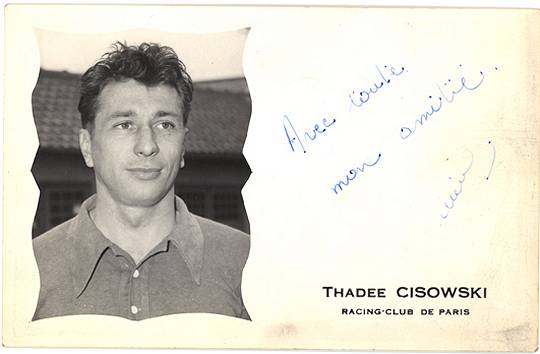 Avec toute
mon amitié.
THADEE CISOWSKI
RACING-CLUB DE PARIS